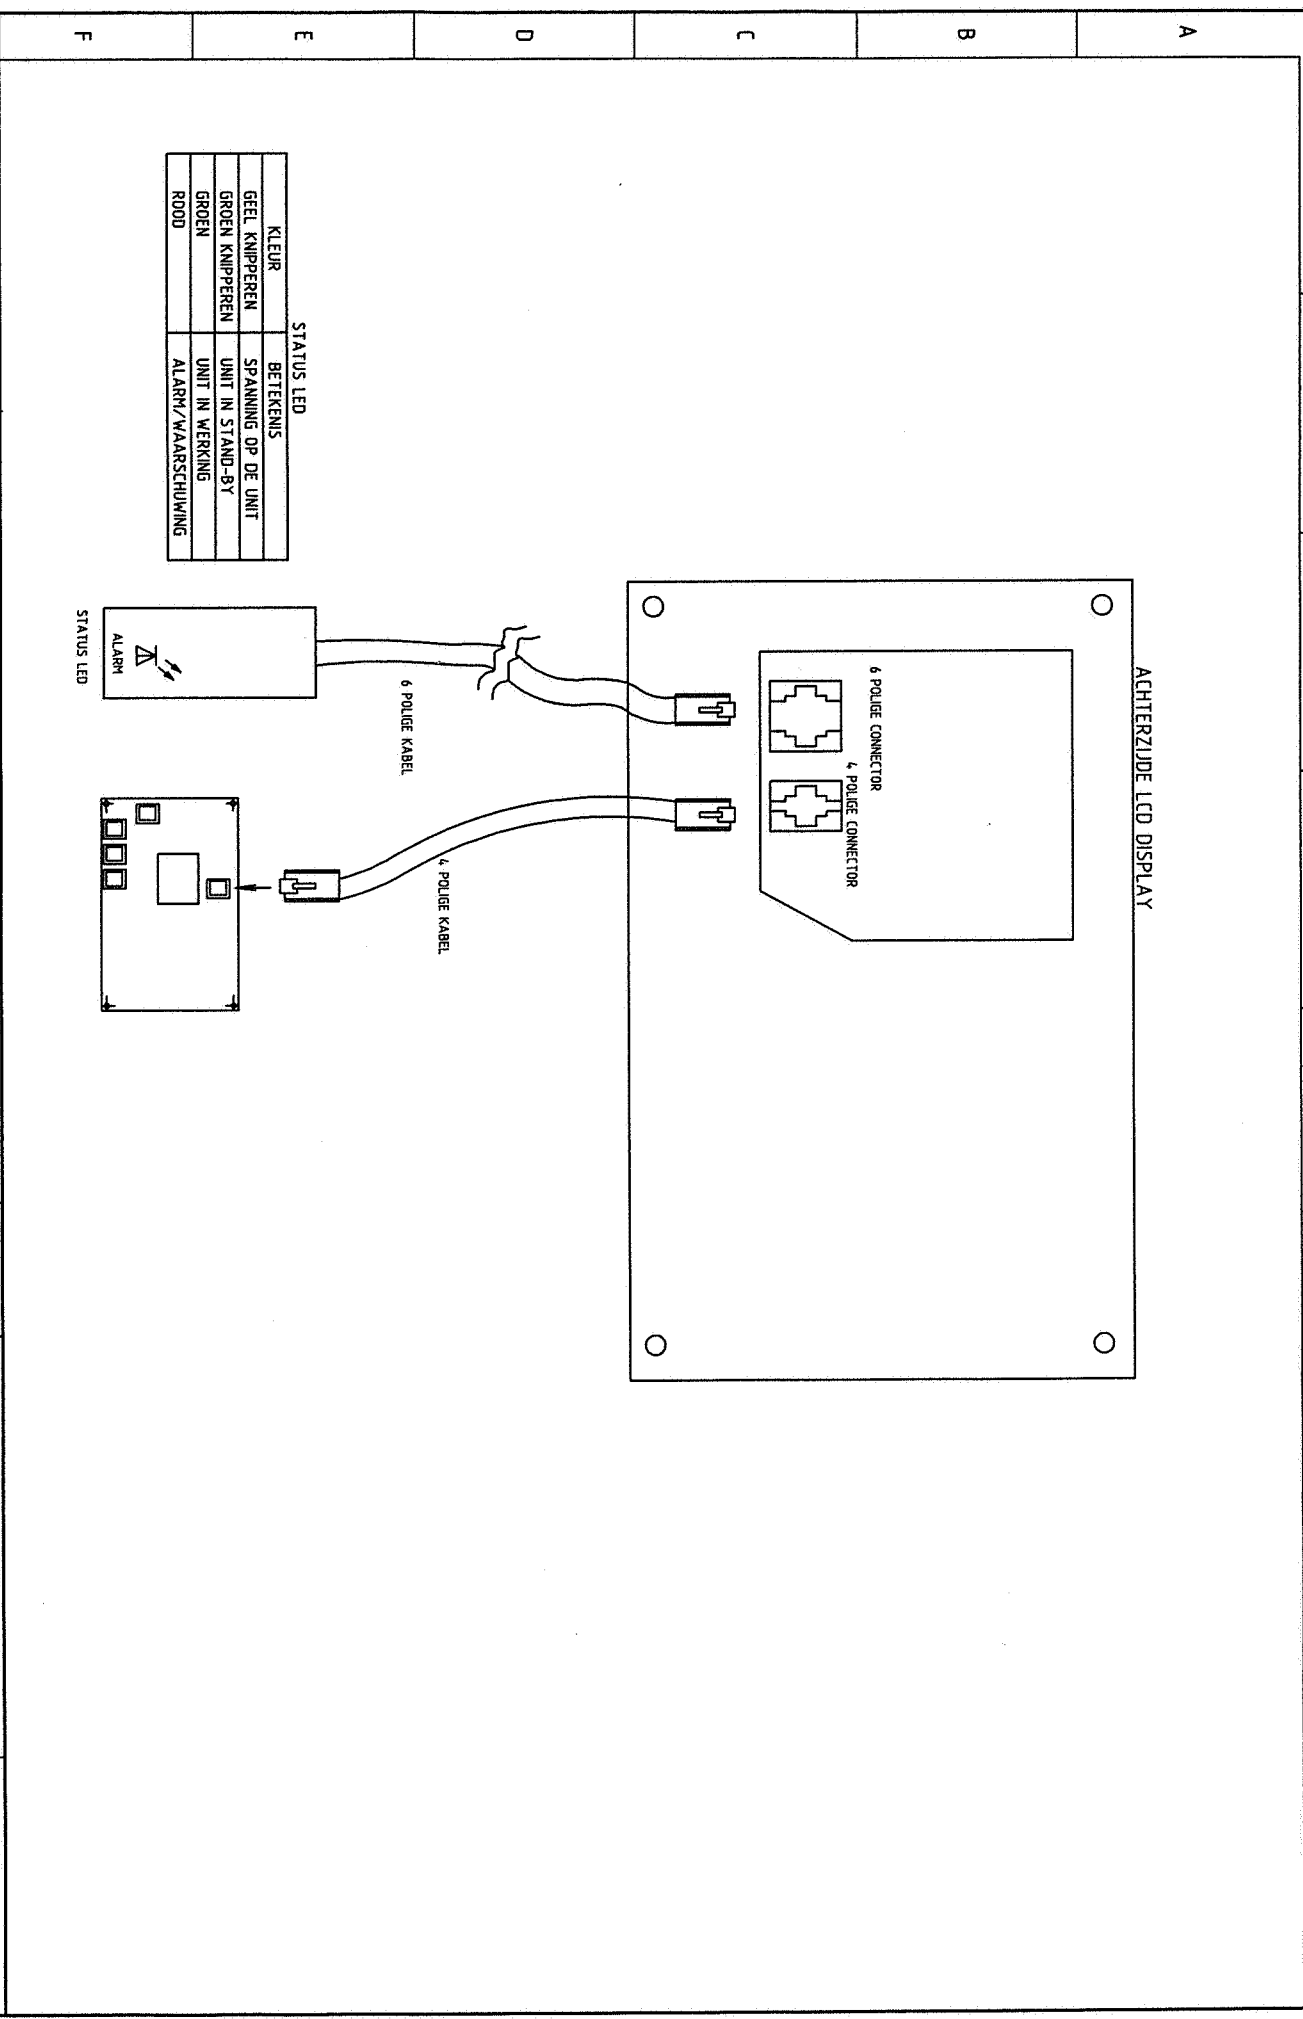 A
B
C
D
E
F
ACHTERZIJDE LCD DISPLAY
6 POLIGE CONNECTOR
4 POLIGE CONNECTOR
6 POLIGE KABEL
4 POLIGE KABEL
STATUS LED
KLEUR BETEKENIS
GEEL KNIPPEREN SPANNING OP DE UNIT
GROEN KNIPPEREN UNIT IN STAND-BY
GROEN UNIT IN WERKING
ROOD ALARM/WAARSCHUWING
ALARM
STATUS LED